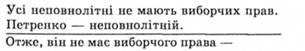 Усі неповнолітні не мають виборчих прав.
Петренко — неповнолітній.
Отже, він не має виборчого права —